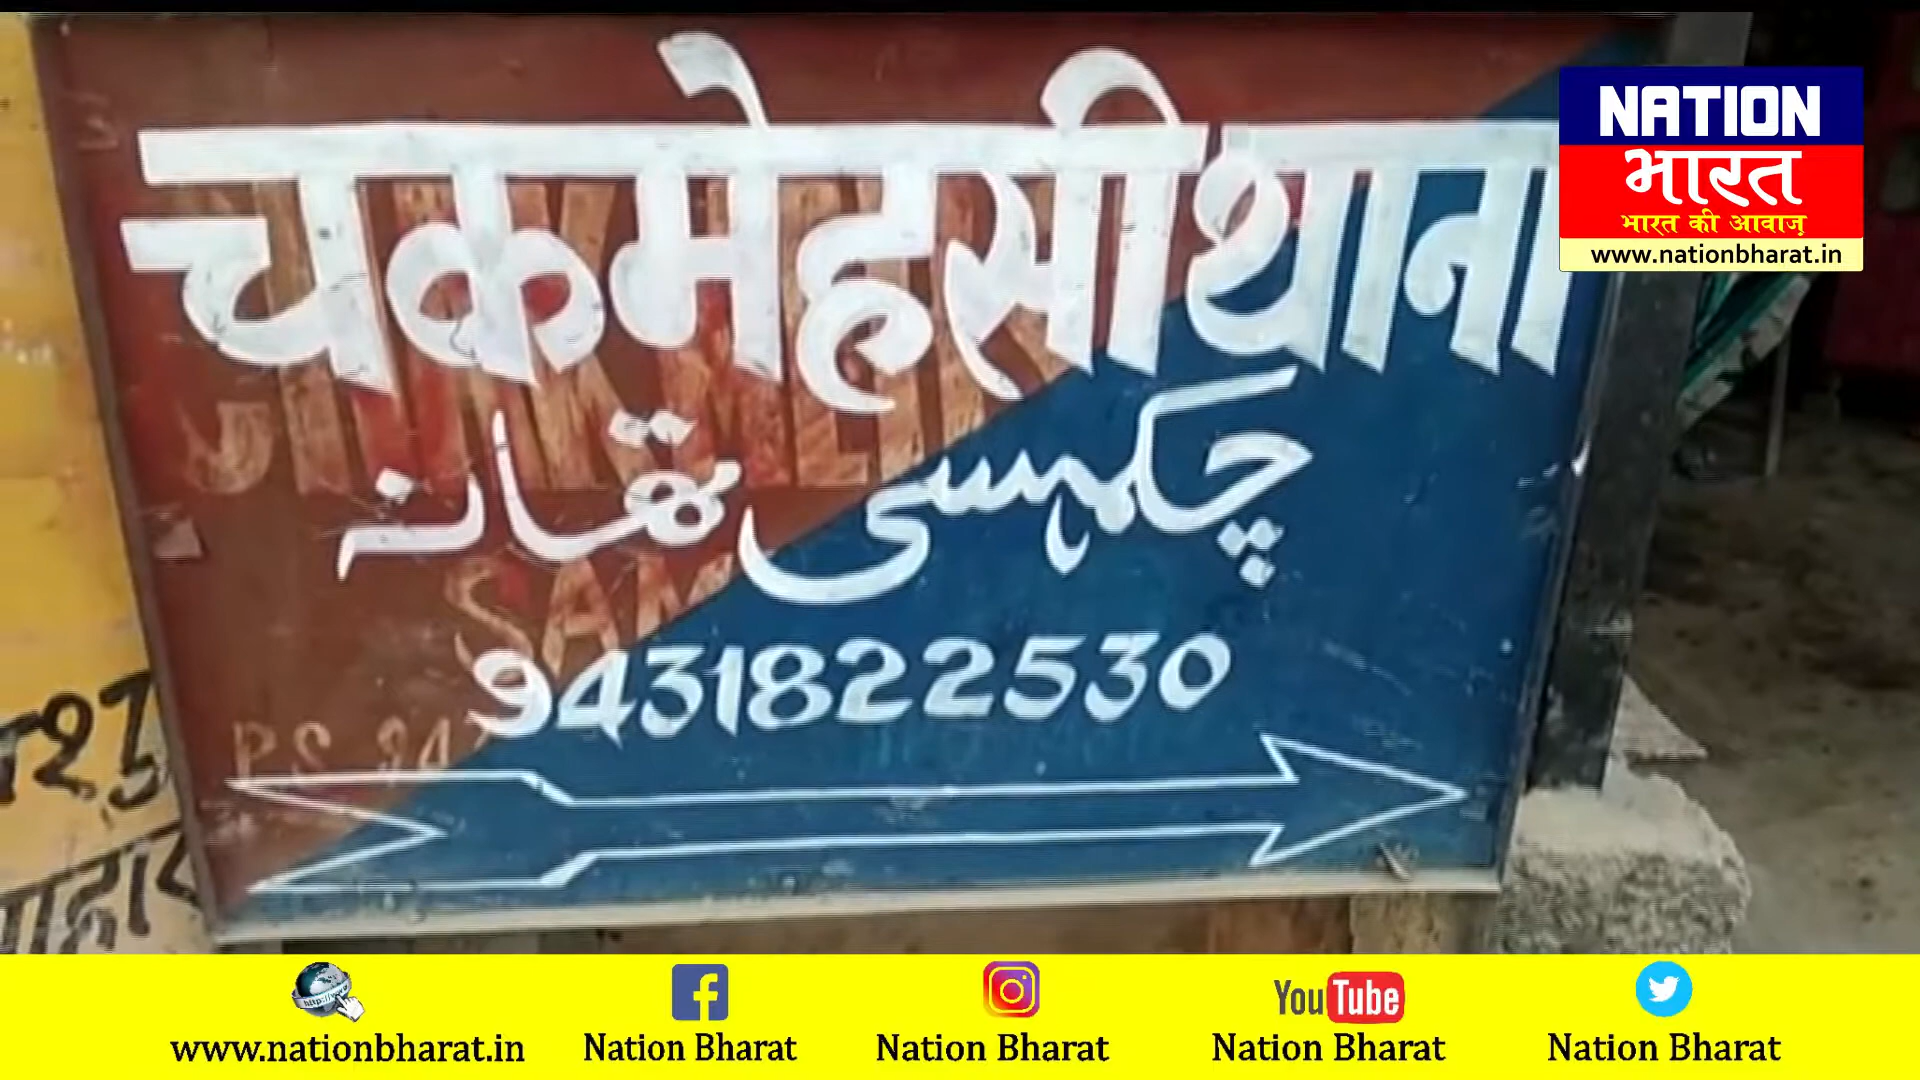 चकमेहसी थाना
چکمہسی تھانہ
9431822530
P.S. 94
NATION
भारत
भारत की आवाज़
www.nationbharat.in
www.nationbharat.in
Nation Bharat
Nation Bharat
YouTube
Nation Bharat
Nation Bharat